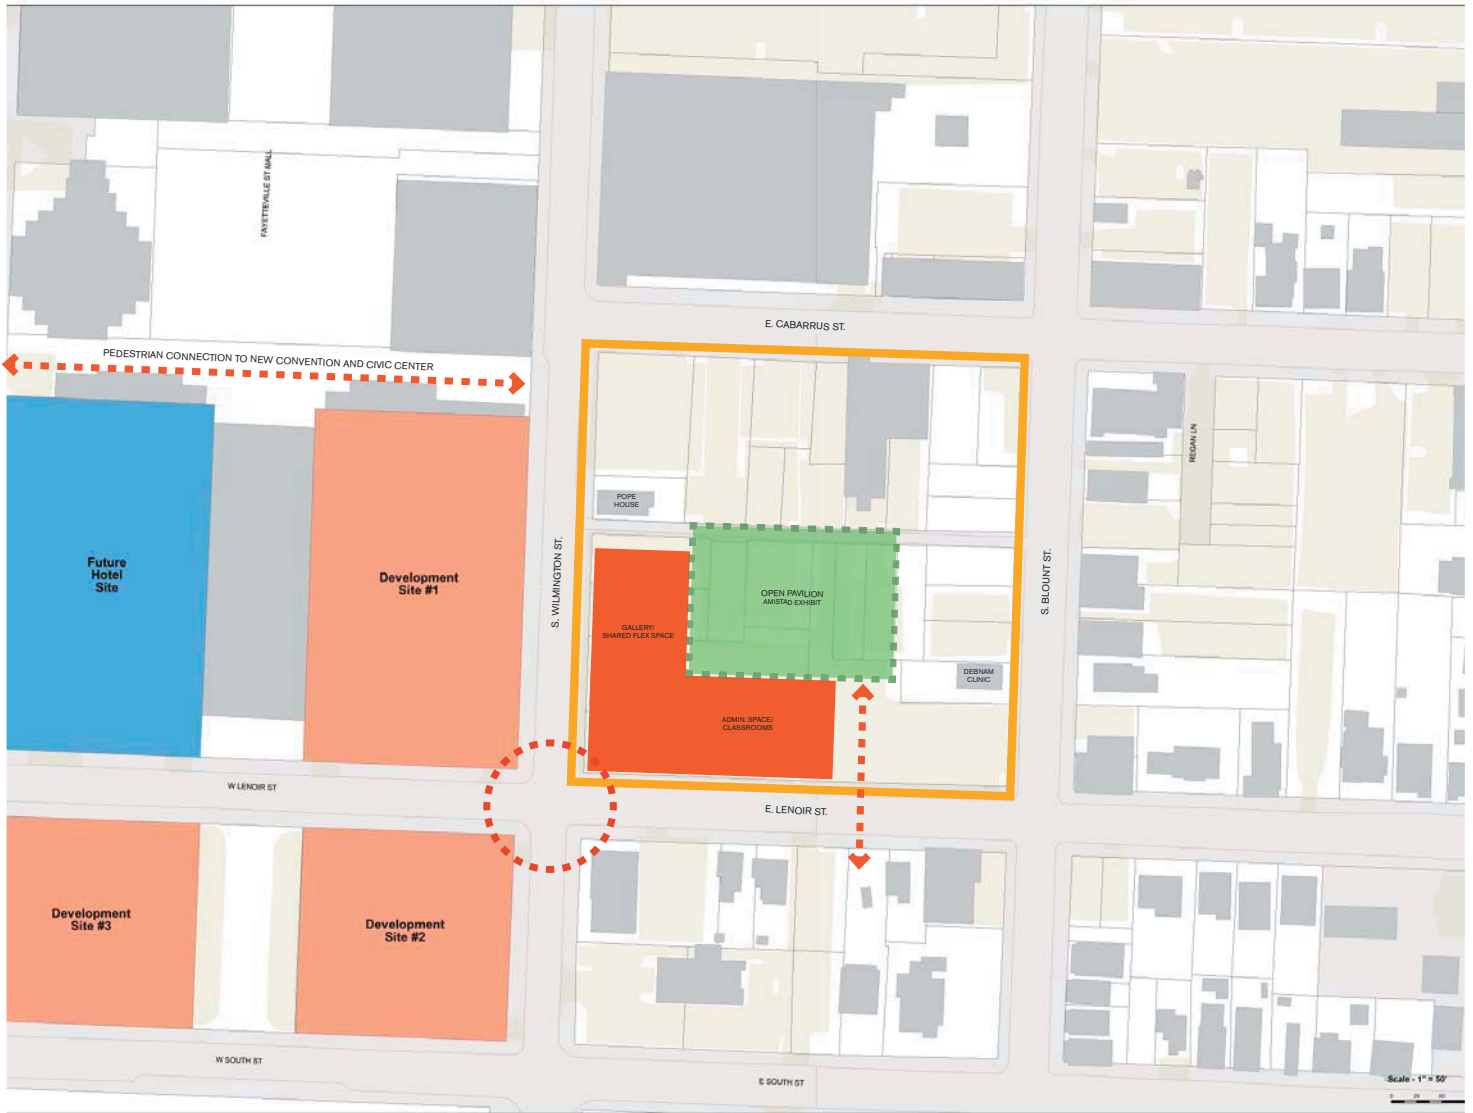 FAYETTEVILLE ST MALL
E. CABARRUS ST.
PEDESTRIAN CONNECTION TO NEW CONVENTION AND CIVIC CENTER
REGAN LN
POPE
HOUSE
S. WILMINGTON ST.
S. BLOUNT ST.
Future
Hotel
Site
Development
Site #1
OPEN PAVILION
AMISTAD EXHIBIT
GALLERY/
SHARED FLEX SPACE
DEBNAM
CLINIC
ADMIN. SPACE/
CLASSROOMS
W LENOIR ST
E. LENOIR ST.
Development
Site #3
Development
Site #2
W SOUTH ST
E SOUTH ST
Scale - 1" = 50'
0 25 50